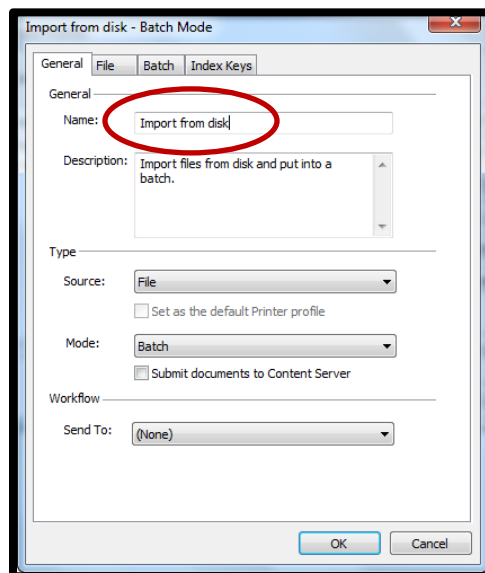 Import from disk - Batch Mode
General File Batch Index Keys
General
Name: Import from disk
Description: Import files from disk and put into a
batch.
Type
Source: File
Set as the default Printer profile
Mode: Batch
Submit documents to Content Server
Workflow
Send To: (None)
OK Cancel